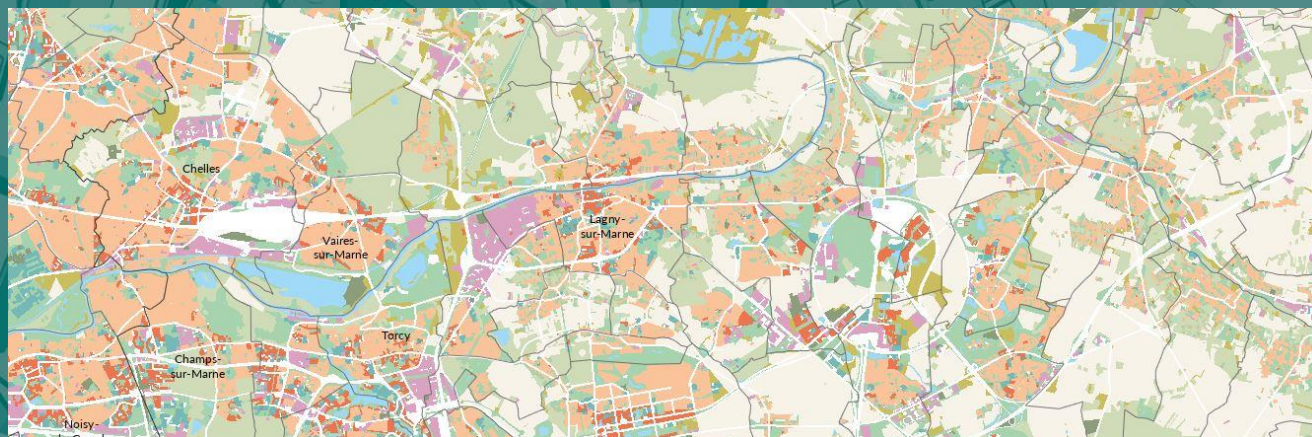 Chelles
Vaires-
sur-Marne
Lagny-
sur-Marne
Torcy
Champs-
sur-Marne
Noisy-